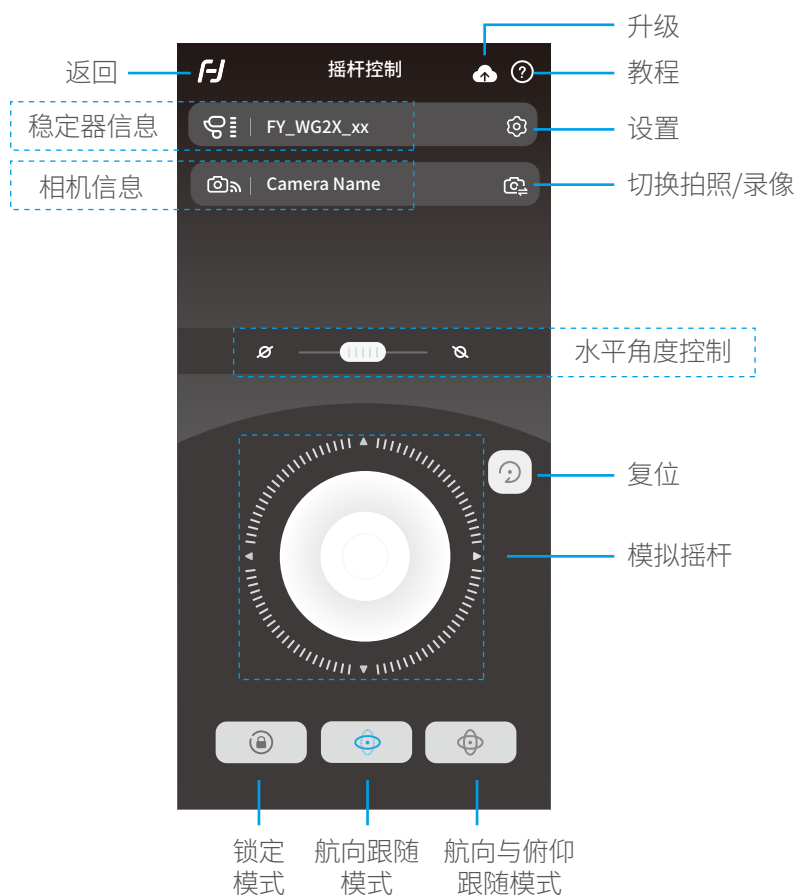 升级
返回
摇杆控制
教程
稳定器信息
FY_WG2X_xx
设置
相机信息
Camera Name
切换拍照/录像
水平角度控制
复位
模拟摇杆
锁定
模式
航向跟随
模式
航向与俯仰
跟随模式